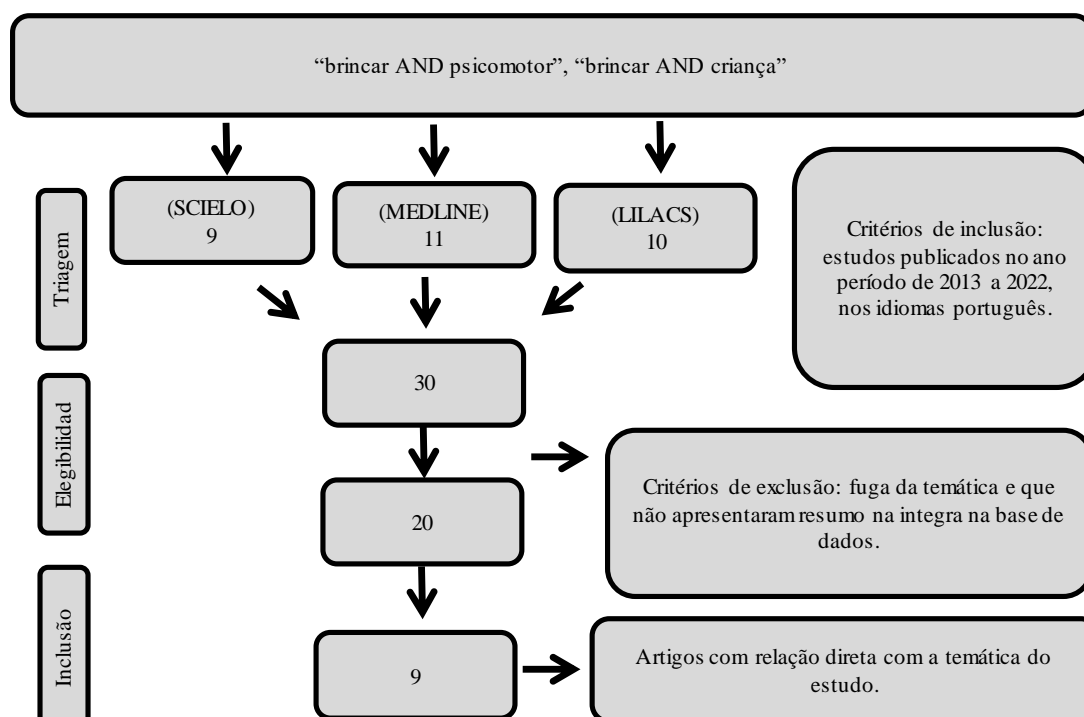 “brincar AND psicomotor”, “brincar AND criança”
Triagem
(SCIELO)
9
(MEDLINE)
11
(LILACS)
10
Critérios de inclusão:
estudos publicados no ano
período de 2013 a 2022,
nos idiomas português.
30
Elegibilidad
20
Critérios de exclusão: fuga da temática e que
não apresentaram resumo na integra na base de
dados.
Inclusão
9
Artigos com relação direta com a temática do
estudo.